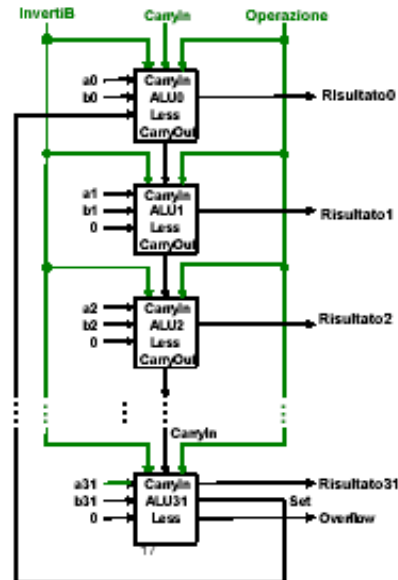 InvertiB CarryIn Operazione
a0 CarryIn
b0 ALU0 Risultato0
Less
CarryOut
a1 CarryIn
b1 ALU1 Risultato1
0 Less
CarryOut
a2 CarryIn
b2 ALU2 Risultato2
0 Less
CarryOut
CarryIn
a31 CarryIn Risultato31
b31 ALU31 Set
0 Less Overflow
17